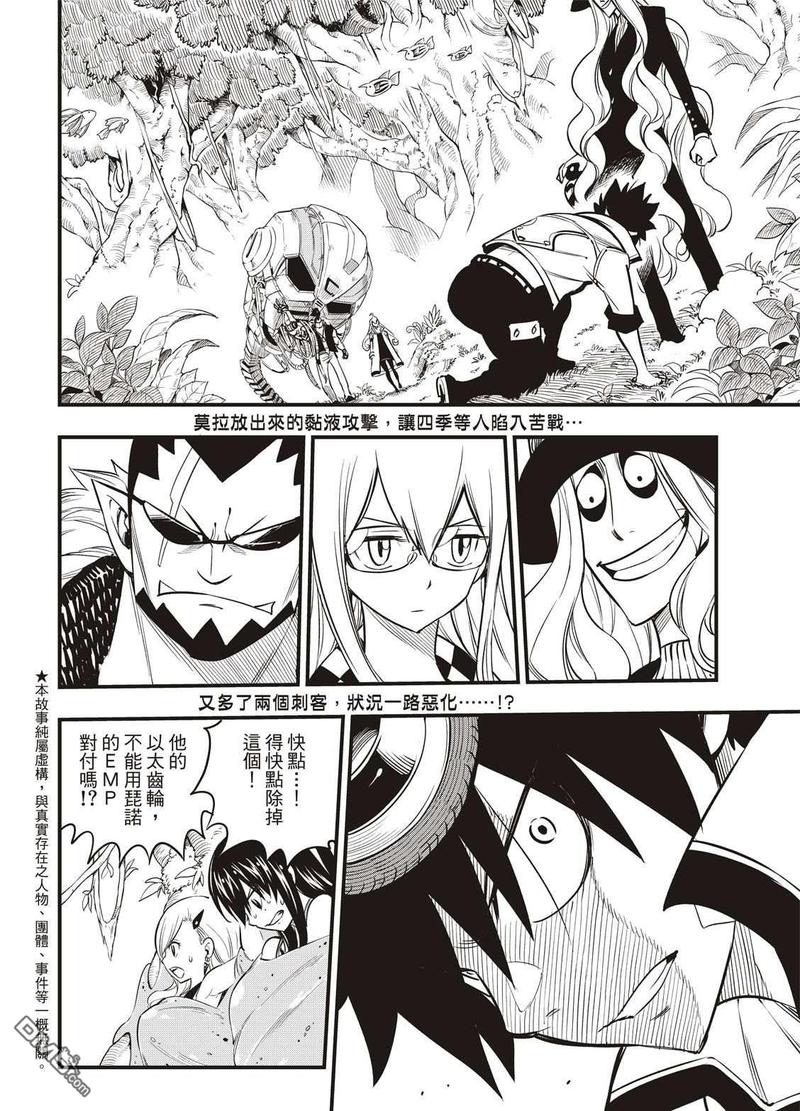 莫拉放出來的黏液攻擊，讓四季等人陷入苦戰…
又多了兩個刺客，狀況一路惡化……!?
快點…！
得快點除掉
這個！
他的
以太齒輪，
不能用琵諾
的EMP
對付嗎!?
★本故事純屬虛構，與真實存在之人物、團體、事件等一概無關。